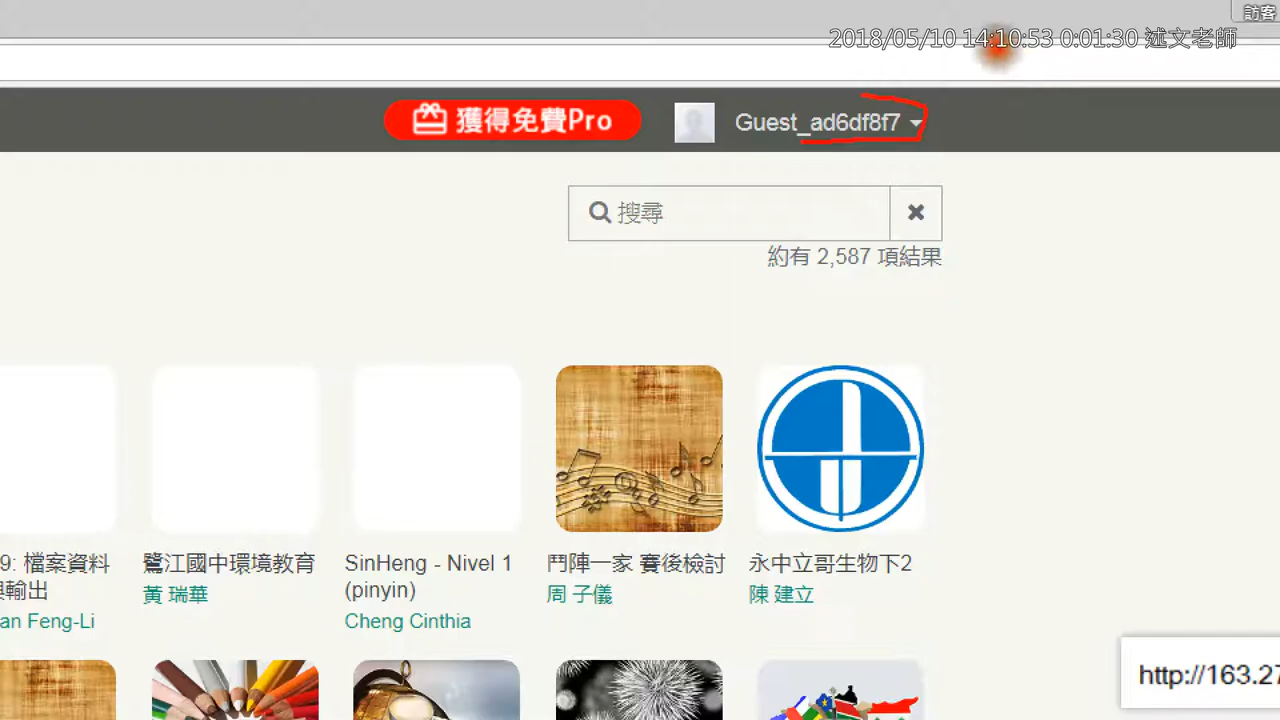 訪客
2018/05/10 14:10:53 0:01:30 述文老師
獲得免費Pro
Guest_ad6df8f7
搜尋
約有 2,587 項結果
9: 檔案資料
輸出
an Feng-Li
鷺江國中環境教育
黃 瑞華
SinHeng - Nivel 1
(pinyin)
Cheng Cinthia
鬥陣一家 賽後檢討
周 子儀
永中立哥生物下2
陳 建立
http://163.27